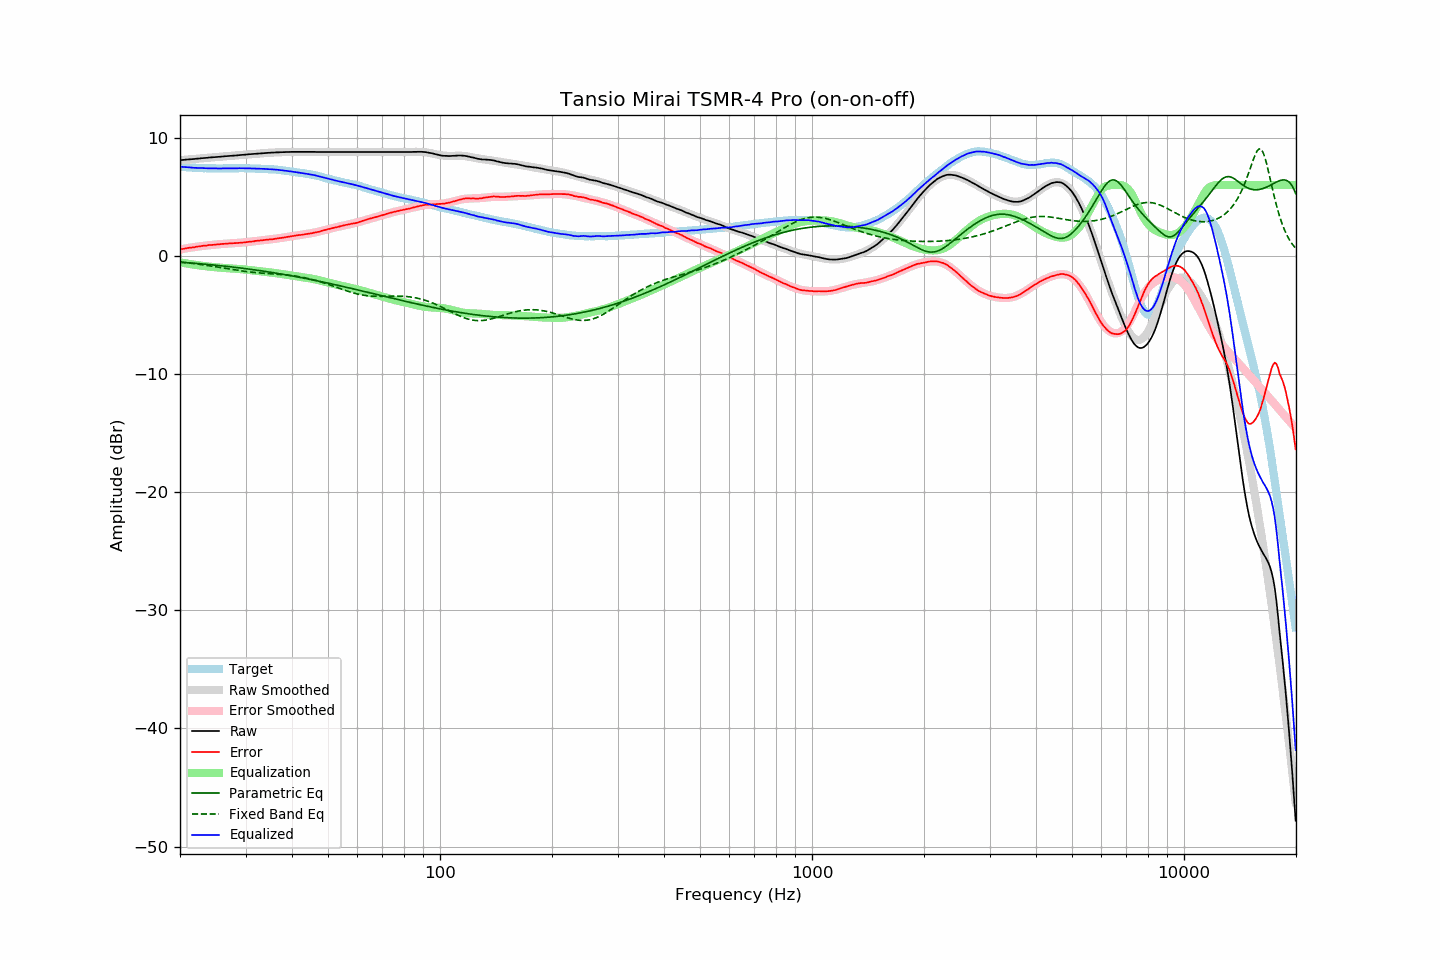 Tansio Mirai TSMR-4 Pro (on-on-off)
10
0
−10
−20
−30
−40
−50
Amplitude (dBr)
Target
Raw Smoothed
Error Smoothed
Raw
Error
Equalization
Parametric Eq
Fixed Band Eq
Equalized
100
1000
10000
Frequency (Hz)